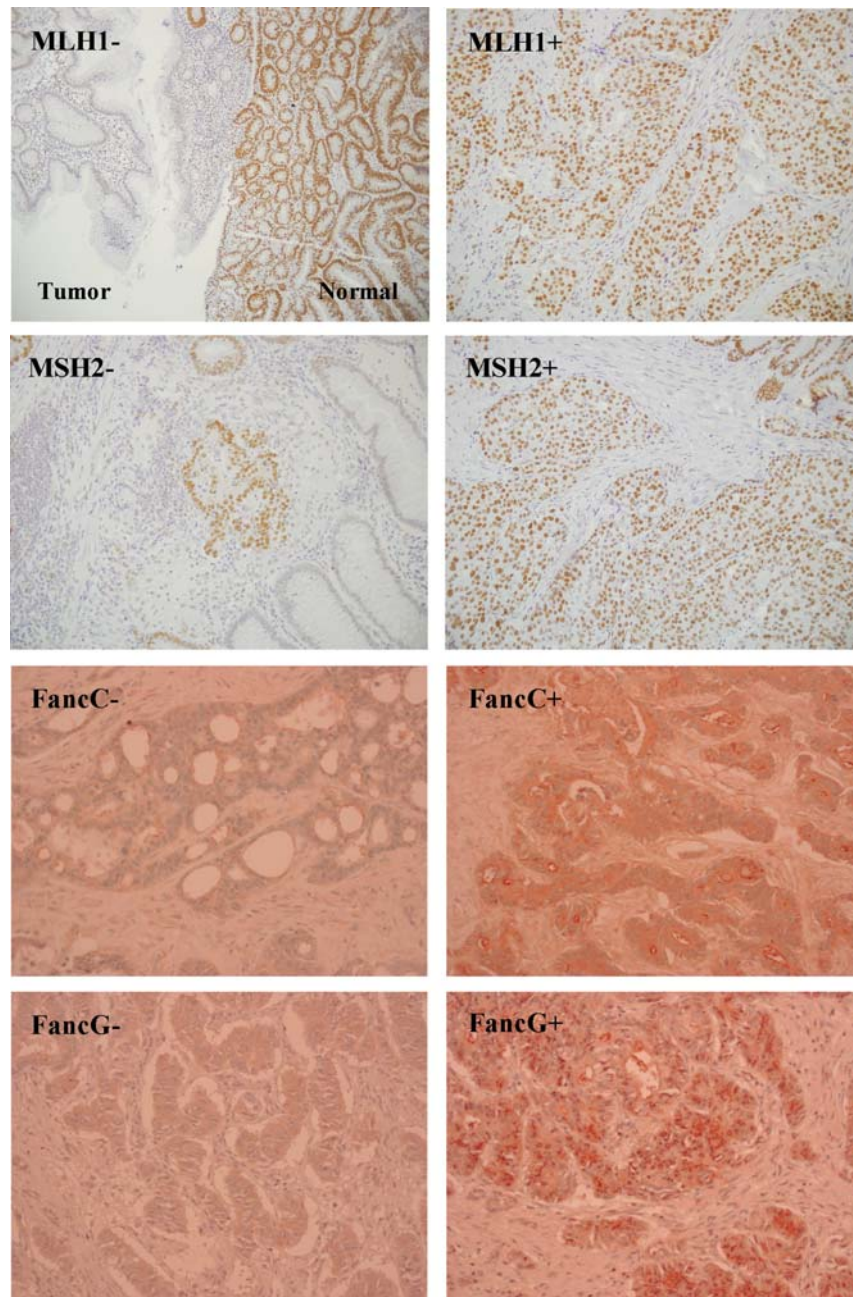 MLH1-
MLH1+
Tumor
Normal
MSH2-
MSH2+
FancC-
FancC+
FancG-
FancG+